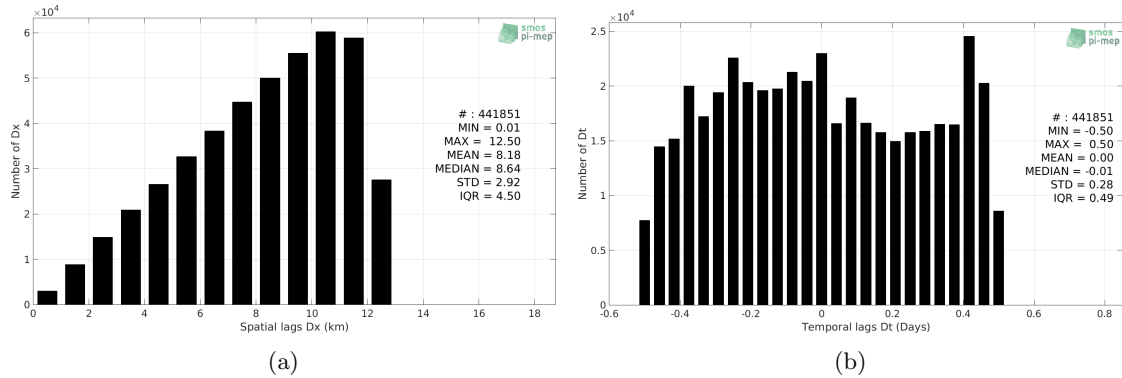 ×10⁴
6
5
4
3
2
1
0
0
2
4
6
8
10
12
14
16
18
Number of Dx
Spatial lags Dx (km)
smos
pi-mep
# : 441851
MIN = 0.01
MAX = 12.50
MEAN = 8.18
MEDIAN = 8.64
STD = 2.92
IQR = 4.50
(a)
×10⁴
2.5
2
1.5
1
0.5
0
-0.6
-0.4
-0.2
0
0.2
0.4
0.6
0.8
Number of Dt
Temporal lags Dt (Days)
smos
pi-mep
# : 441851
MIN = -0.50
MAX = 0.50
MEAN = 0.00
MEDIAN = -0.01
STD = 0.28
IQR = 0.49
(b)